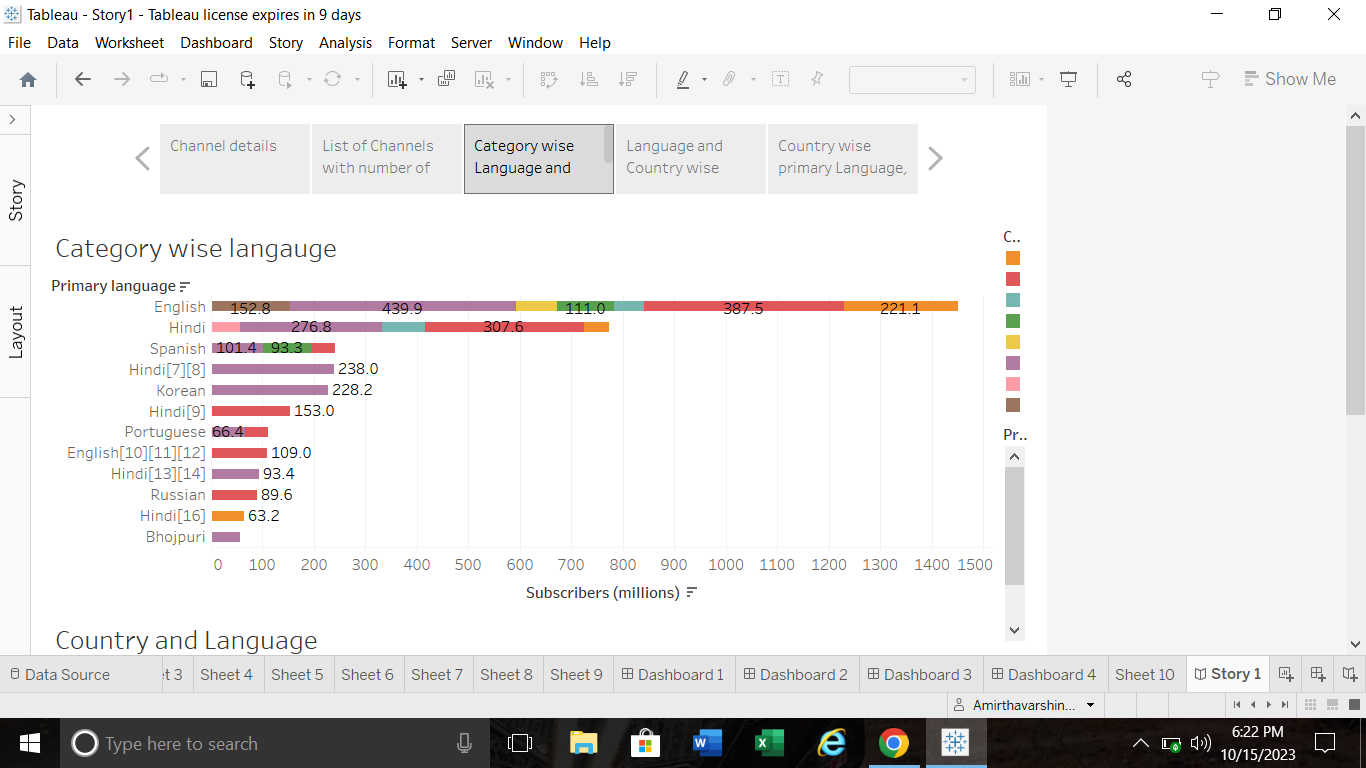 Tableau - Story1 - Tableau license expires in 9 days
File Data Worksheet Dashboard Story Analysis Format Server Window Help
Show Me
Story
Layout
Channel details
List of Channels
with number of
Category wise
Language and
Language and
Country wise
Country wise
primary Language,
Category wise langauge
C..
Primary language
English 152.8 439.9 111.0 387.5 221.1
Hindi 276.8 307.6
Spanish 101.4 93.3
Hindi[7][8] 238.0
Korean 228.2
Hindi[9] 153.0
Portuguese 66.4
Pr..
English[10][11][12] 109.0
Hindi[13][14] 93.4
Russian 89.6
Hindi[16] 63.2
Bhojpuri
0 100 200 300 400 500 600 700 800 900 1000 1100 1200 1300 1400 1500
Subscribers (millions)
Country and Language
Data Source t 3 Sheet 4 Sheet 5 Sheet 6 Sheet 7 Sheet 8 Sheet 9 Dashboard 1 Dashboard 2 Dashboard 3 Dashboard 4 Sheet 10 Story 1
Amirthavarshin...
Type here to search
6:22 PM
10/15/2023